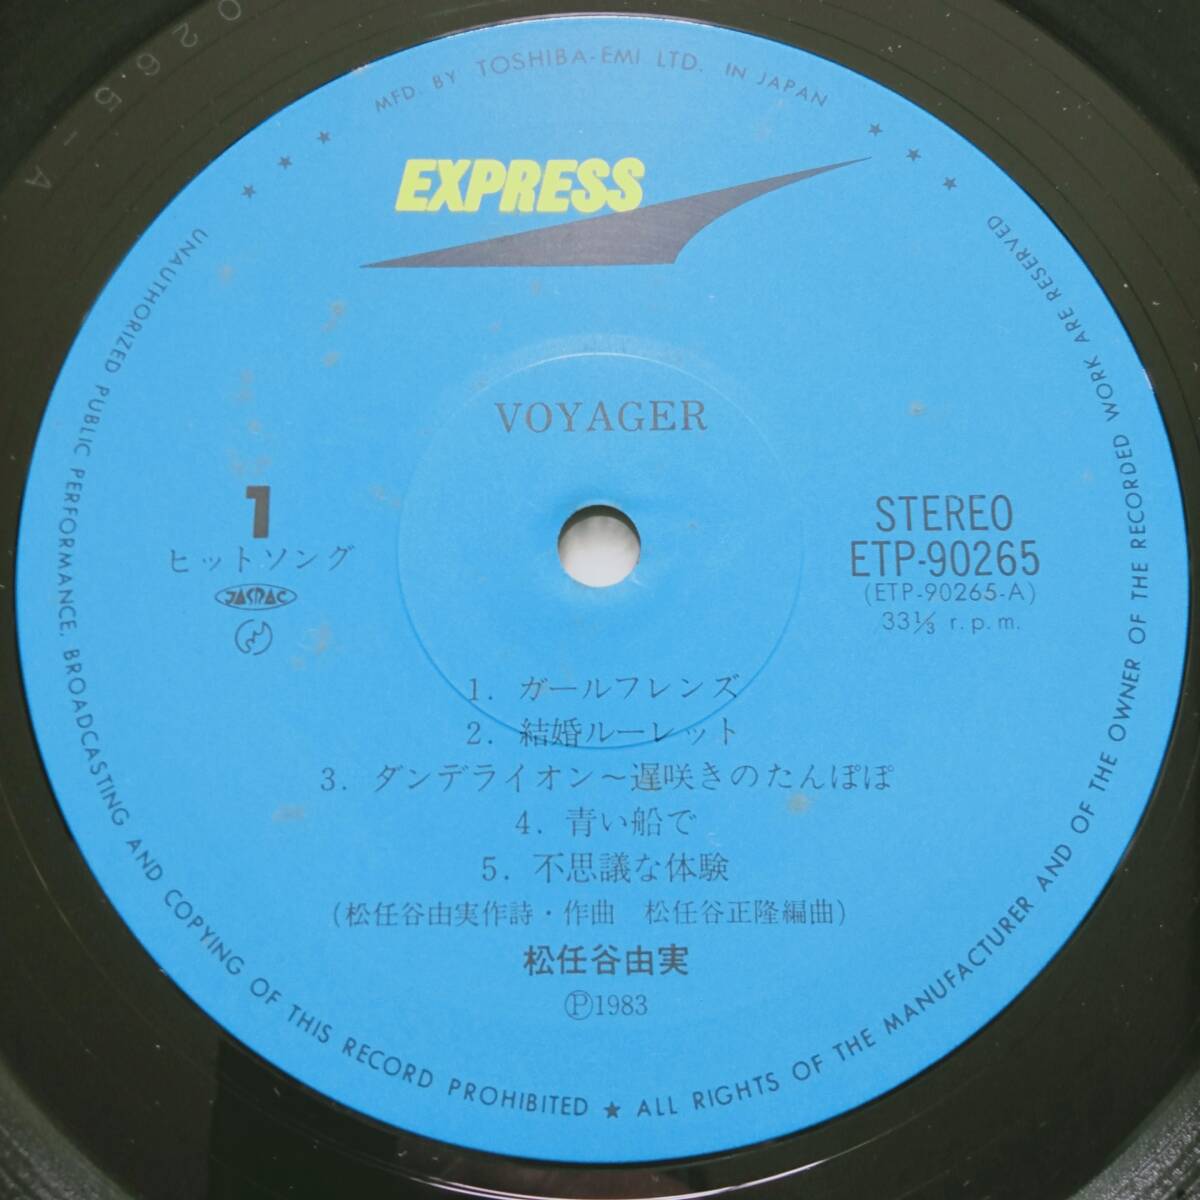 MFD. BY TOSHIBA-EMI LTD. IN JAPAN
EXPRESS
VOYAGER
1
ヒットソング
JASRAC
STEREO
ETP-90265
(ETP-90265-A)
33⅓ r.p.m.
1. ガールフレンズ
2. 結婚ルーレット
3. ダンデライオン〜遅咲きのたんぽぽ
4. 青い船で
5. 不思議な体験
(松任谷由実作詩・作曲 松任谷正隆編曲)
松任谷由実
Ⓟ1983
UNAUTHORIZED PUBLIC PERFORMANCE. BROADCASTING AND COPYING OF THIS RECORD PROHIBITED ★ ALL RIGHTS OF THE MANUFACTURER AND OF THE OWNER OF THE RECORDED WORK ARE RESERVED
0265-A